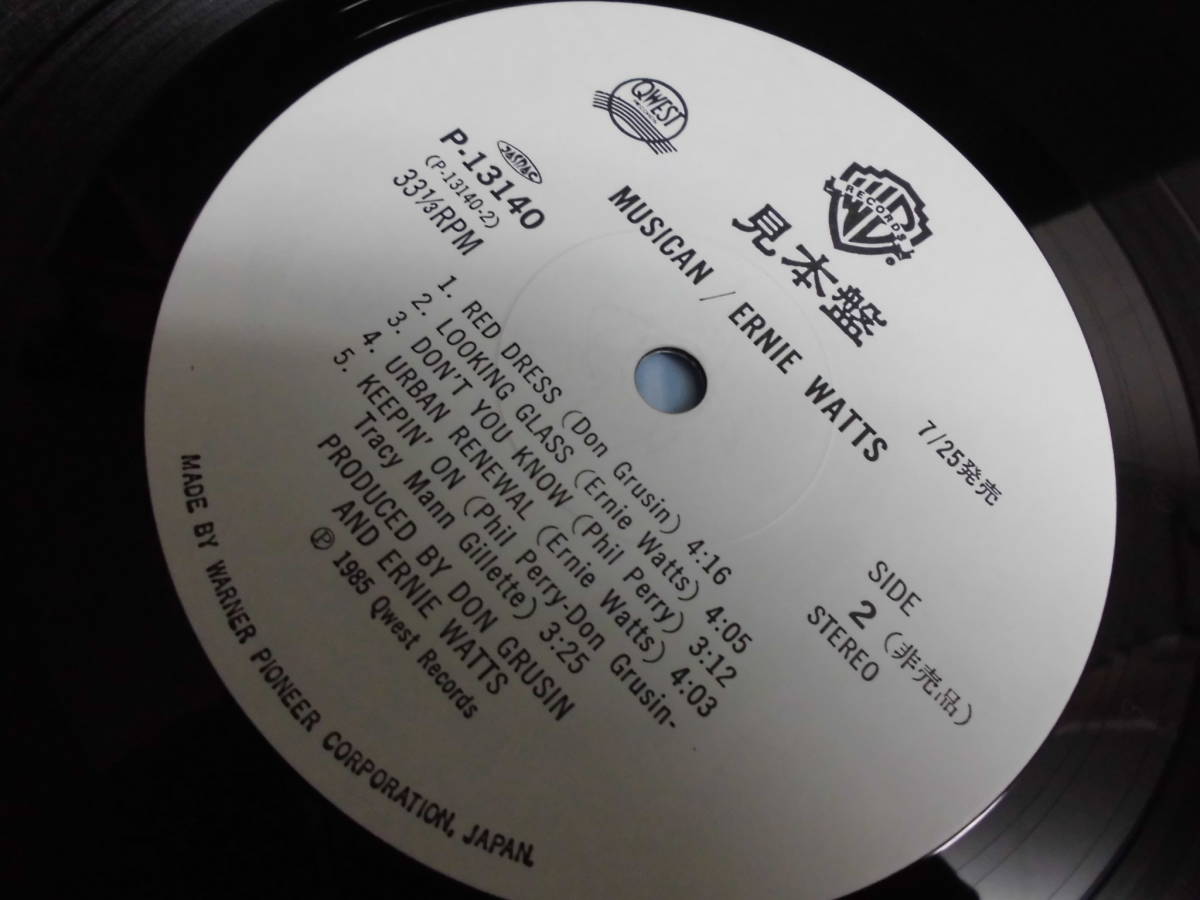 QWEST
RECORDS
見本盤
JASRAC
P-13140
(P-13140-2)
33⅓RPM
MUSICAN / ERNIE WATTS
7/25発売
SIDE
2 (非売品)
STEREO
1. RED DRESS (Don Grusin) 4:16
2. LOOKING GLASS (Ernie Watts) 4:05
3. DON'T YOU KNOW (Phil Perry) 3:12
4. URBAN RENEWAL (Ernie Watts) 4:03
5. KEEPIN' ON (Phil Perry-Don Grusin-
Tracy Mann Gillette) 3:25
PRODUCED BY DON GRUSIN
AND ERNIE WATTS
℗ 1985 Qwest Records
MADE BY WARNER PIONEER CORPORATION, JAPAN.